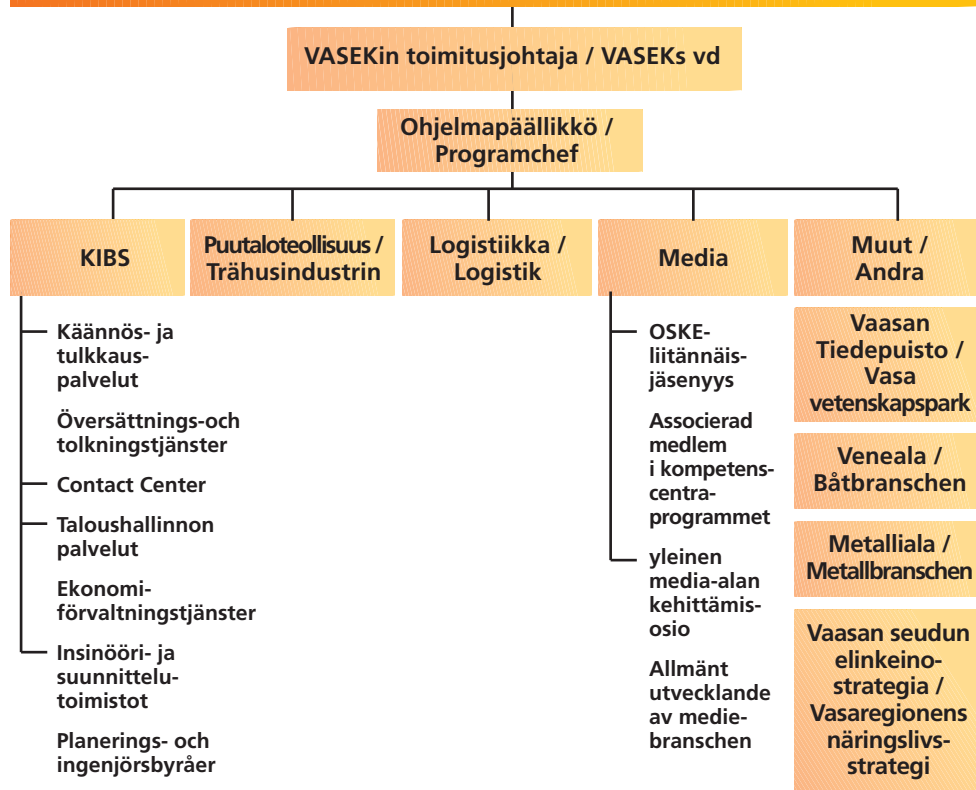 VASEKin toimitusjohtaja / VASEKs vd
Ohjelmapäällikkö /
Programchef
KIBS
Puutaloteollisuus /
Trähusindustrin
Logistiikka /
Logistik
Media
Muut /
Andra
Käännös- ja
tulkkaus-
palvelut
Översättnings-och
tolkningstjänster
Contact Center
Taloushallinnon
palvelut
Ekonomi-
förvaltningstjänster
Insinööri- ja
suunnittelu-
toimistot
Planerings- och
ingenjörsbyråer
OSKE-
liitännäis-
jäsenyys
Associerad
medlem
i kompetens-
centra-
programmet
yleinen
media-alan
kehittämis-
osio
Allmänt
utvecklande
av medie-
branschen
Vaasan
Tiedepuisto /
Vasa
vetenskapspark
Veneala /
Båtbranschen
Metalliala /
Metallbranschen
Vaasan seudun
elinkeino-
strategia /
Vasaregionens
näringslivs-
strategi